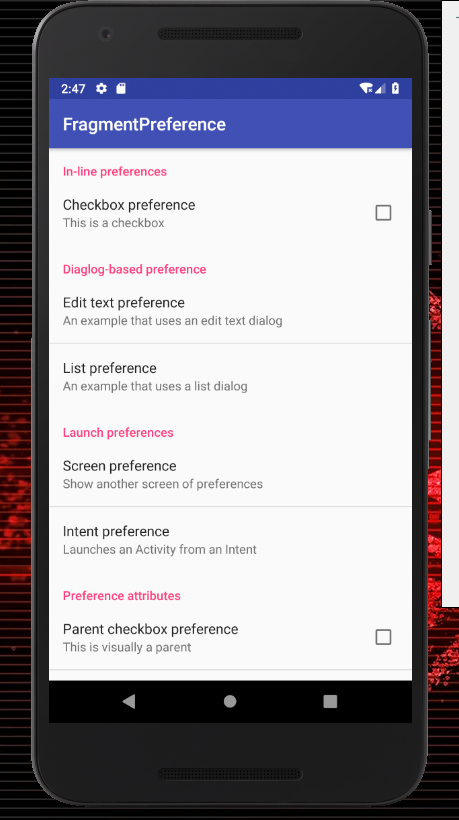 2:47
FragmentPreference
In-line preferences
Checkbox preference
This is a checkbox
Diaglog-based preference
Edit text preference
An example that uses an edit text dialog
List preference
An example that uses a list dialog
Launch preferences
Screen preference
Show another screen of preferences
Intent preference
Launches an Activity from an Intent
Preference attributes
Parent checkbox preference
This is visually a parent